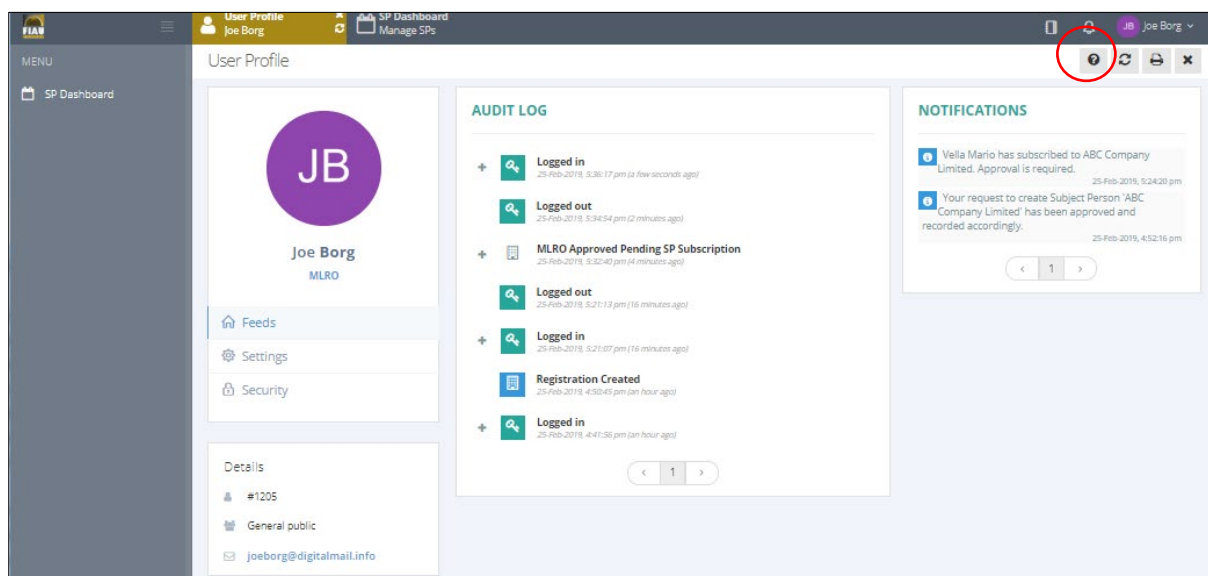 FIAU
User Profile
Joe Borg
SP Dashboard
Manage SPs
JB Joe Borg
MENU
SP Dashboard
User Profile
JB
Joe Borg
MLRO
Feeds
Settings
Security
Details
#1205
General public
joeborg@digitalmail.info
AUDIT LOG
Logged in
25-Feb-2019, 5:36:17 pm (a few seconds ago)
Logged out
25-Feb-2019, 5:34:54 pm (2 minutes ago)
MLRO Approved Pending SP Subscription
25-Feb-2019, 5:32:40 pm (4 minutes ago)
Logged out
25-Feb-2019, 5:21:13 pm (16 minutes ago)
Logged in
25-Feb-2019, 5:21:07 pm (16 minutes ago)
Registration Created
25-Feb-2019, 4:50:45 pm (an hour ago)
Logged in
25-Feb-2019, 4:41:56 pm (an hour ago)
1
NOTIFICATIONS
Vella Mario has subscribed to ABC Company
Limited. Approval is required.
25-Feb-2019, 5:24:20 pm
Your request to create Subject Person 'ABC
Company Limited' has been approved and
recorded accordingly.
25-Feb-2019, 4:52:16 pm
1